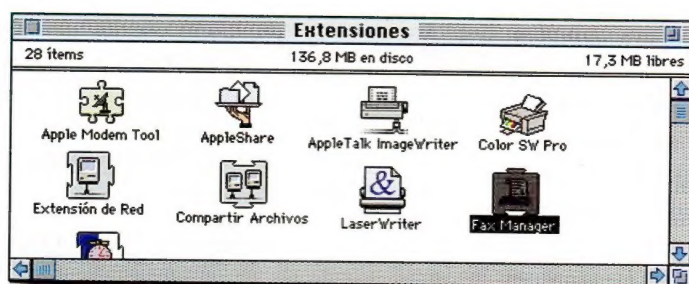 Extensiones
28 ítems 136,8 MB en disco 17,3 MB libres
Apple Modem Tool AppleShare AppleTalk ImageWriter Color SW Pro
Extensión de Red Compartir Archivos LaserWriter Fax Manager